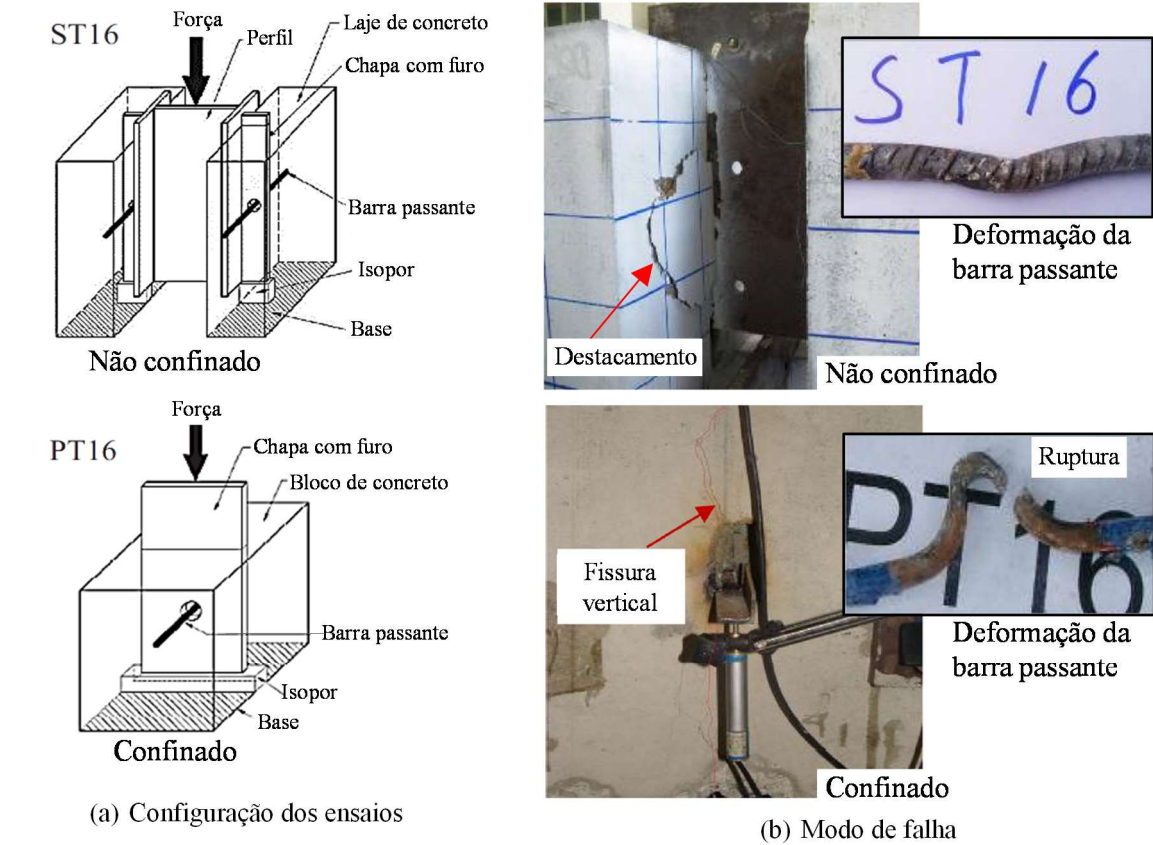 ST16
Força
Perfil
Laje de concreto
Chapa com furo
Barra passante
Isopor
Base
Não confinado
PT16
Força
Chapa com furo
Bloco de concreto
Barra passante
Isopor
Base
Confinado
(a) Configuração dos ensaios
ST16
Deformação da
barra passante
Destacamento
Não confinado
Ruptura
PT16
Fissura
vertical
Deformação da
barra passante
Confinado
(b) Modo de falha